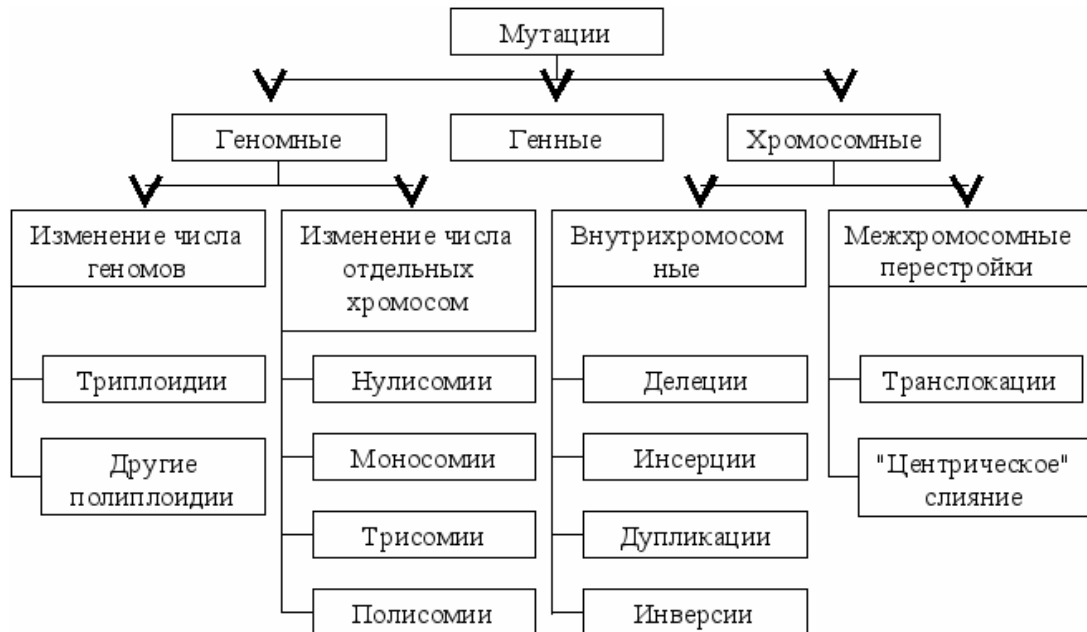 Мутации
Геномные
Генные
Хромосомные
Изменение числа
геномов
Изменение числа
отдельных
хромосом
Внутрихромосом
ные
Межхромосомные
перестройки
Триплоидии
Другие
полиплоидии
Нулисомии
Моносомии
Трисомии
Полисомии
Делеции
Инсерции
Дупликации
Инверсии
Транслокации
"Центрическое"
слияние